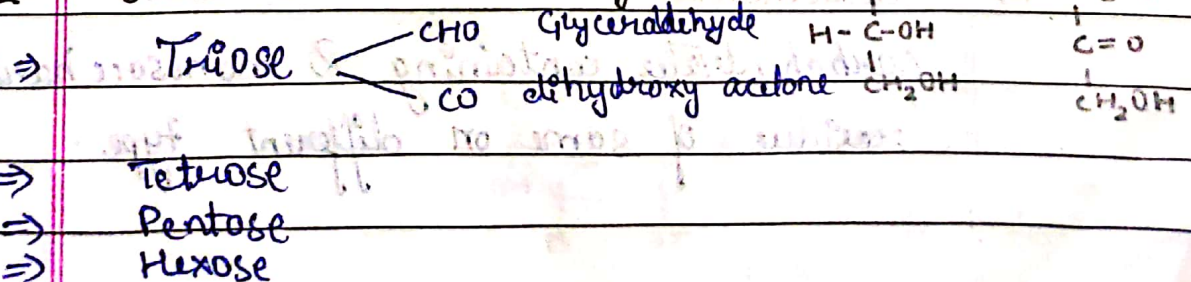 ⇒ Triose CHO Glyceraldehyde H-C-OH C=O
CO dihydroxy acetone CH₂OH CH₂OH
⇒ Tetrose
⇒ Pentose
⇒ Hexose